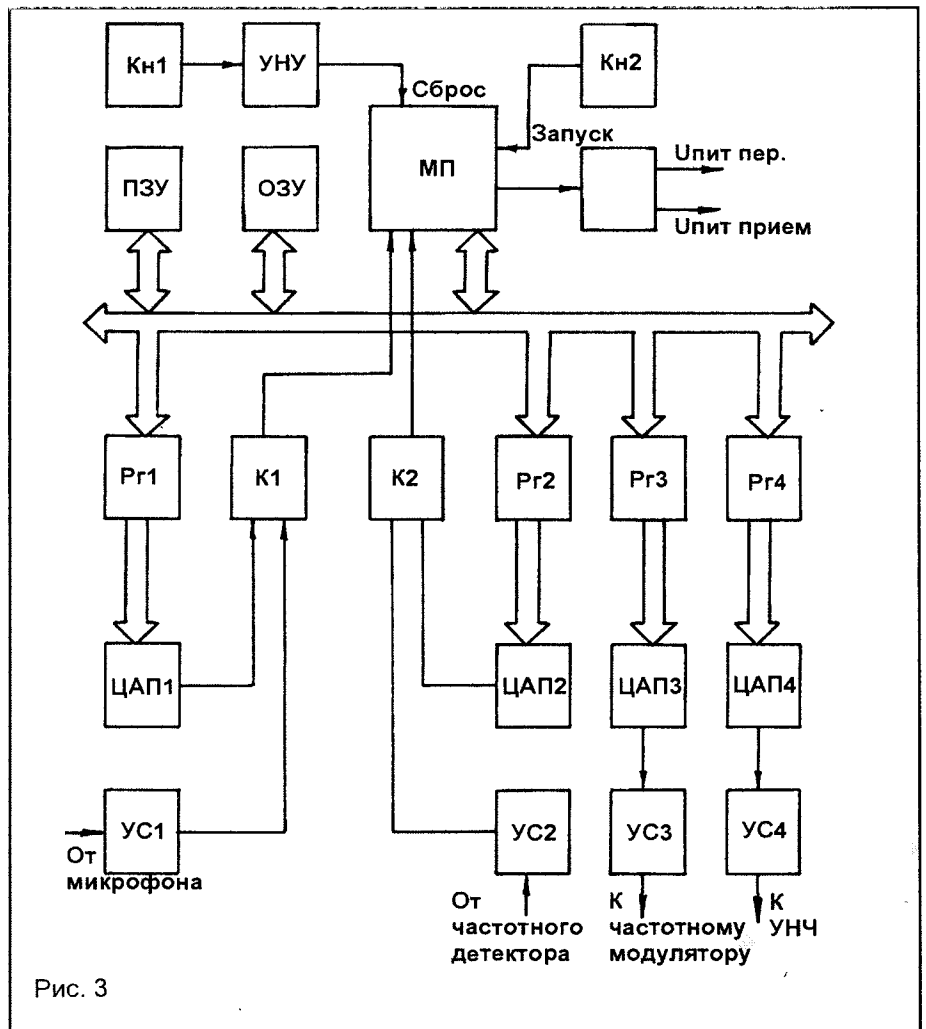 Кн1
УНУ
Кн2
Сброс
Запуск
МП
ПЗУ
ОЗУ
Uпит пер.
Uпит прием
Рг1
К1
К2
Рг2
Рг3
Рг4
ЦАП1
ЦАП2
ЦАП3
ЦАП4
УС1
УС2
УС3
УС4
От
микрофона
От
частотного
детектора
К
частотному
модулятору
К
УНЧ
Рис. 3